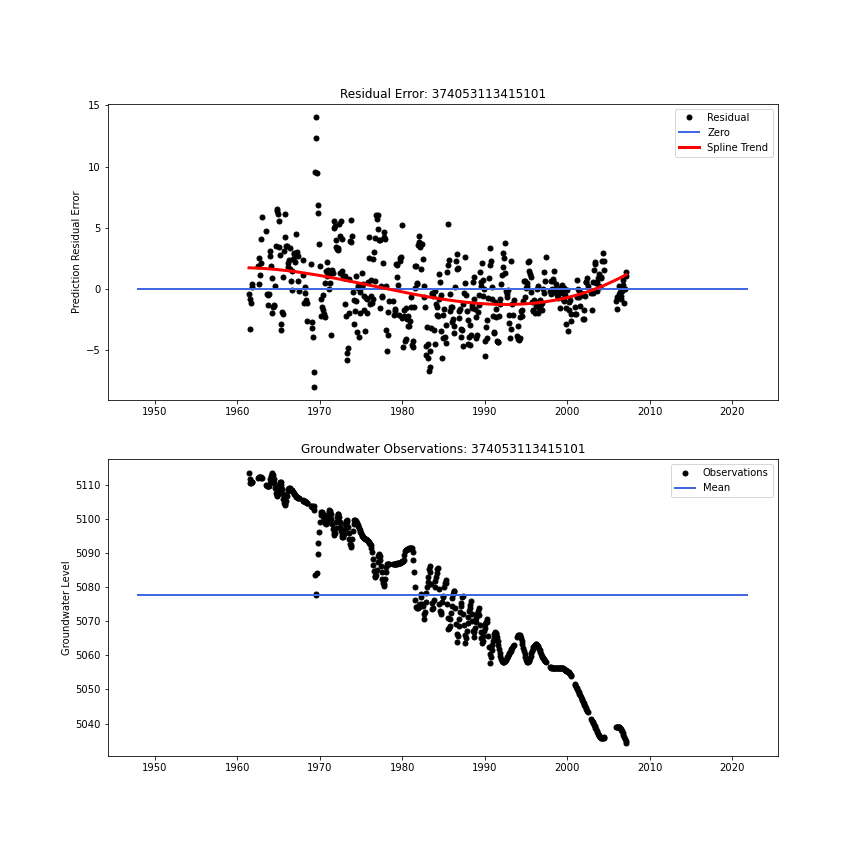 Residual Error: 374053113415101
Prediction Residual Error
15
10
5
0
−5
Residual
Zero
Spline Trend
1950 1960 1970 1980 1990 2000 2010 2020
Groundwater Observations: 374053113415101
Groundwater Level
5110
5100
5090
5080
5070
5060
5050
5040
Observations
Mean
1950 1960 1970 1980 1990 2000 2010 2020